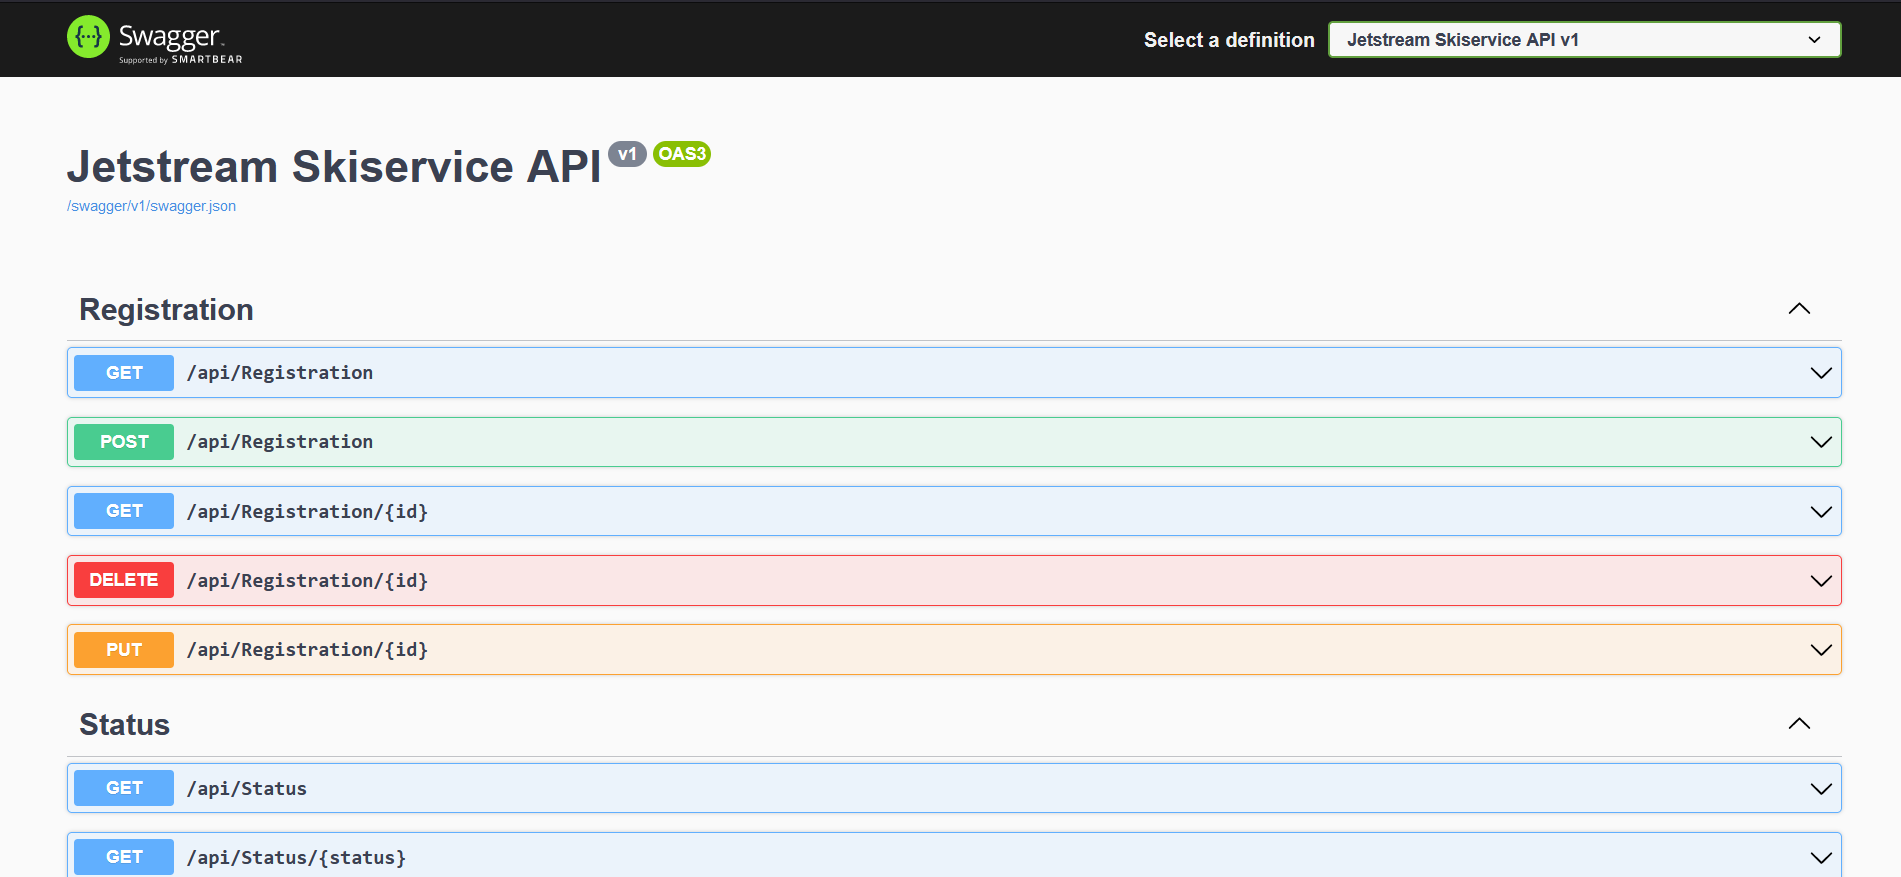 Swagger™
Supported by SMARTBEAR
Select a definition
Jetstream Skiservice API v1
Jetstream Skiservice API v1 OAS3
/swagger/v1/swagger.json
Registration
GET /api/Registration
POST /api/Registration
GET /api/Registration/{id}
DELETE /api/Registration/{id}
PUT /api/Registration/{id}
Status
GET /api/Status
GET /api/Status/{status}